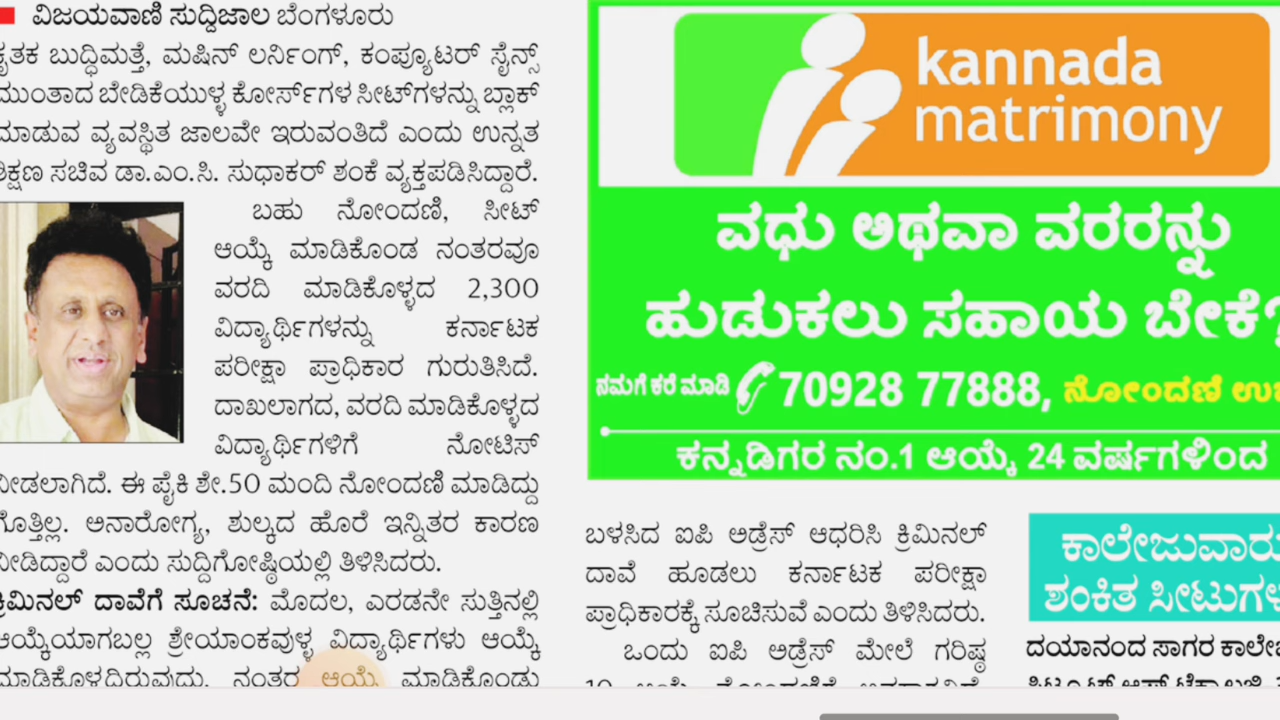 ವಿಜಯವಾಣಿ ಸುದ್ದಿಜಾಲ ಬೆಂಗಳೂರು
ಕೃತಕ ಬುದ್ಧಿಮತ್ತೆ, ಮಷಿನ್ ಲರ್ನಿಂಗ್, ಕಂಪ್ಯೂಟರ್ ಸೈನ್ಸ್
ಮುಂತಾದ ಬೇಡಿಕೆಯುಳ್ಳ ಕೋರ್ಸ್‌ಗಳ ಸೀಟ್‌ಗಳನ್ನು ಬ್ಲಾಕ್
ಮಾಡುವ ವ್ಯವಸ್ಥಿತ ಜಾಲವೇ ಇರುವಂತಿದೆ ಎಂದು ಉನ್ನತ
ಶಿಕ್ಷಣ ಸಚಿವ ಡಾ.ಎಂ.ಸಿ. ಸುಧಾಕರ್ ಶಂಕೆ ವ್ಯಕ್ತಪಡಿಸಿದ್ದಾರೆ.
ಬಹು ನೋಂದಣಿ, ಸೀಟ್
ಆಯ್ಕೆ ಮಾಡಿಕೊಂಡ ನಂತರವೂ
ವರದಿ ಮಾಡಿಕೊಳ್ಳದ 2,300
ವಿದ್ಯಾರ್ಥಿಗಳನ್ನು ಕರ್ನಾಟಕ
ಪರೀಕ್ಷಾ ಪ್ರಾಧಿಕಾರ ಗುರುತಿಸಿದೆ.
ದಾಖಲಾಗದ, ವರದಿ ಮಾಡಿಕೊಳ್ಳದ
ವಿದ್ಯಾರ್ಥಿಗಳಿಗೆ ನೋಟಿಸ್
ನೀಡಲಾಗಿದೆ. ಈ ಪೈಕಿ ಶೇ.50 ಮಂದಿ ನೋಂದಣಿ ಮಾಡಿದ್ದು
ಗೊತ್ತಿಲ್ಲ. ಅನಾರೋಗ್ಯ, ಶುಲ್ಕದ ಹೊರೆ ಇನ್ನಿತರ ಕಾರಣ
ನೀಡಿದ್ದಾರೆ ಎಂದು ಸುದ್ದಿಗೋಷ್ಠಿಯಲ್ಲಿ ತಿಳಿಸಿದರು.
ಕ್ರಿಮಿನಲ್ ದಾವೆಗೆ ಸೂಚನೆ: ಮೊದಲ, ಎರಡನೇ ಸುತ್ತಿನಲ್ಲಿ
ಆಯ್ಕೆಯಾಗಬಲ್ಲ ಶ್ರೇಯಾಂಕವುಳ್ಳ ವಿದ್ಯಾರ್ಥಿಗಳು ಆಯ್ಕೆ
ಮಾಡಿಕೊಳ್ಳದಿರುವುದು, ನಂತರ ಆಯ್ಕೆ ಮಾಡಿಕೊಂಡು
kannada
matrimony
ವಧು ಅಥವಾ ವರರನ್ನು
ಹುಡುಕಲು ಸಹಾಯ ಬೇಕೆ?
ನಮಗೆ ಕರೆ ಮಾಡಿ 70928 77888, ನೋಂದಣಿ
ಕನ್ನಡಿಗರ ನಂ.1 ಆಯ್ಕೆ 24 ವರ್ಷಗಳಿಂದ
ಬಳಸಿದ ಐಪಿ ಅಡ್ರೆಸ್ ಆಧರಿಸಿ ಕ್ರಿಮಿನಲ್
ದಾವೆ ಹೂಡಲು ಕರ್ನಾಟಕ ಪರೀಕ್ಷಾ
ಪ್ರಾಧಿಕಾರಕ್ಕೆ ಸೂಚಿಸುವೆ ಎಂದು ತಿಳಿಸಿದರು.
ಒಂದು ಐಪಿ ಅಡ್ರೆಸ್ ಮೇಲೆ ಗರಿಷ್ಠ
ಕಾಲೇಜುವಾರು
ಶಂಕಿತ ಸೀಟುಗಳ
ದಯಾನಂದ ಸಾಗರ ಕಾಲೇಜು